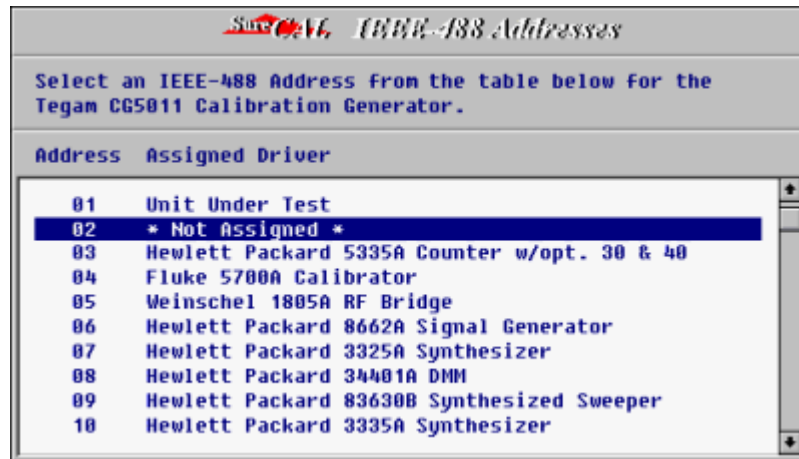 SureCAL IEEE-488 Addresses
Select an IEEE-488 Address from the table below for the
Tegam CG5011 Calibration Generator.
Address Assigned Driver
01 Unit Under Test
02 * Not Assigned *
03 Hewlett Packard 5335A Counter w/opt. 30 & 40
04 Fluke 5700A Calibrator
05 Weinschel 1805A RF Bridge
06 Hewlett Packard 8662A Signal Generator
07 Hewlett Packard 3325A Synthesizer
08 Hewlett Packard 34401A DMM
09 Hewlett Packard 83630B Synthesized Sweeper
10 Hewlett Packard 3335A Synthesizer